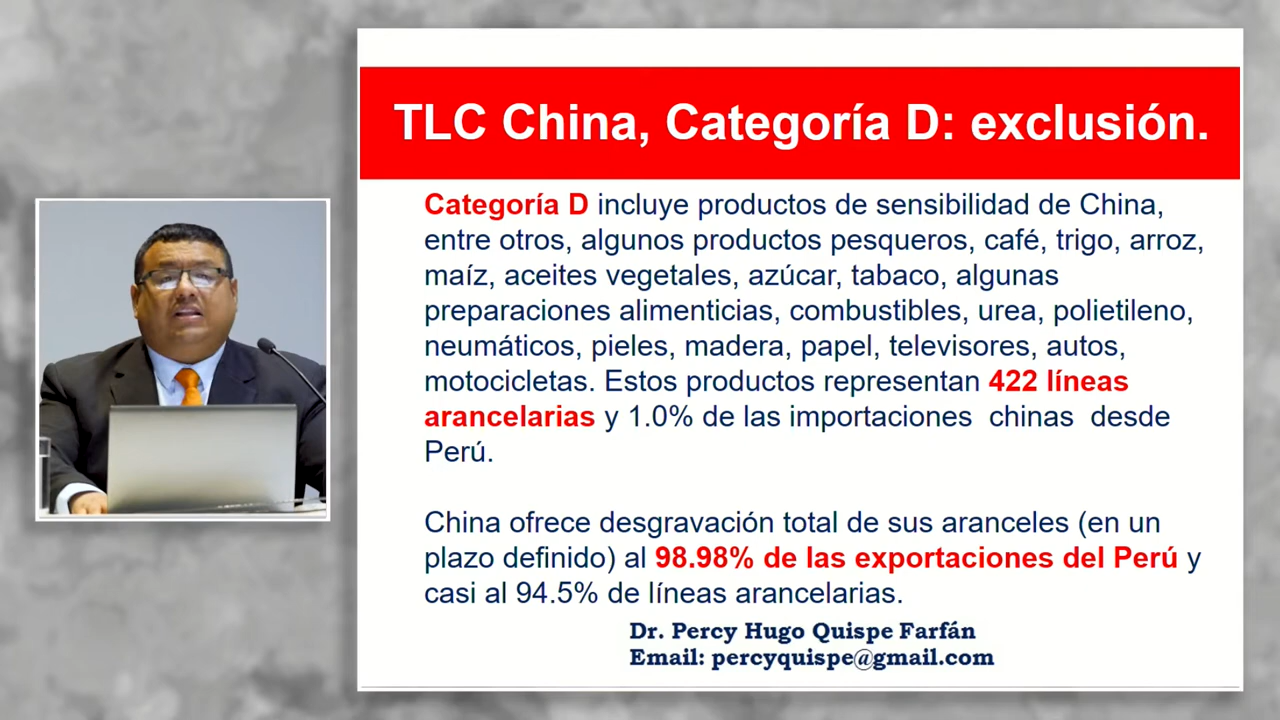 TLC China, Categoría D: exclusión.
Categoría D incluye productos de sensibilidad de China,
entre otros, algunos productos pesqueros, café, trigo, arroz,
maíz, aceites vegetales, azúcar, tabaco, algunas
preparaciones alimenticias, combustibles, urea, polietileno,
neumáticos, pieles, madera, papel, televisores, autos,
motocicletas. Estos productos representan 422 líneas
arancelarias y 1.0% de las importaciones chinas desde
Perú.
China ofrece desgravación total de sus aranceles (en un
plazo definido) al 98.98% de las exportaciones del Perú y
casi al 94.5% de líneas arancelarias.
Dr. Percy Hugo Quispe Farfán
Email: percyquispe@gmail.com